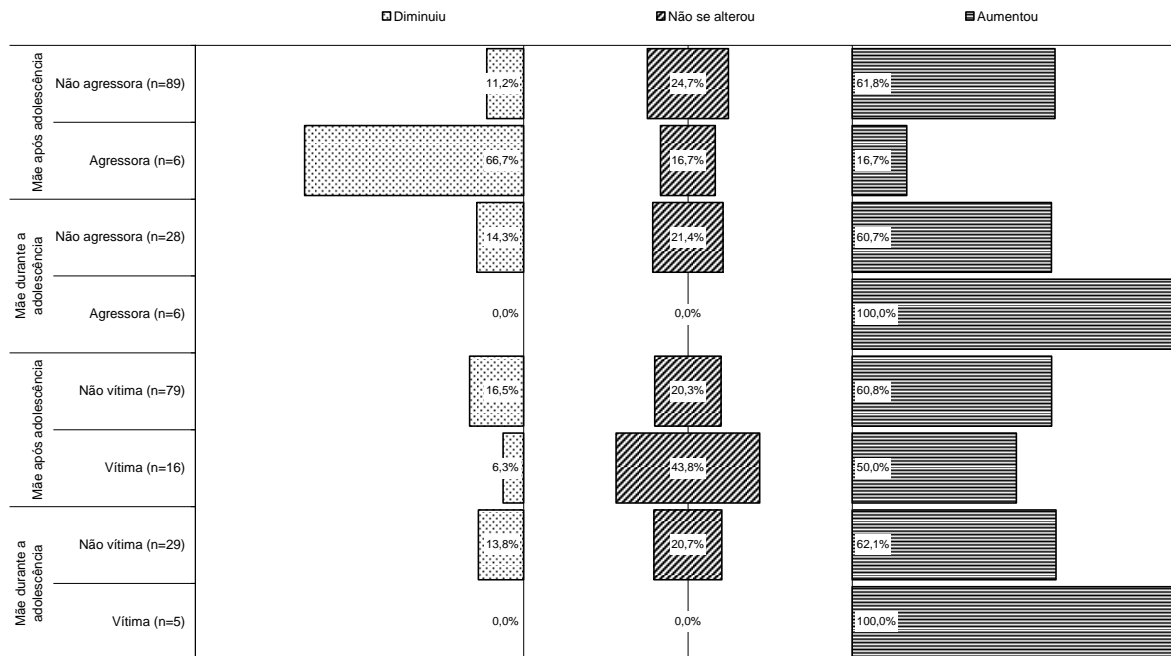 Diminuiu Não se alterou Aumentou
Mãe após adolescência
Não agressora (n=89) 11,2% 24,7% 61,8%
Agressora (n=6) 66,7% 16,7% 16,7%
Mãe durante a
adolescência
Não agressora (n=28) 14,3% 21,4% 60,7%
Agressora (n=6) 0,0% 0,0% 100,0%
Mãe após adolescência
Não vítima (n=79) 16,5% 20,3% 60,8%
Vítima (n=16) 6,3% 43,8% 50,0%
Mãe durante a
adolescência
Não vítima (n=29) 13,8% 20,7% 62,1%
Vítima (n=5) 0,0% 0,0% 100,0%